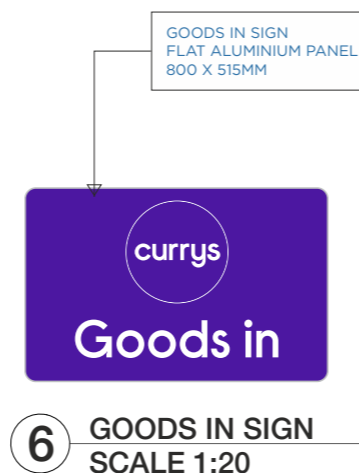 GOODS IN SIGN
FLAT ALUMINIUM PANEL
800 X 515MM
currys
Goods in
6
GOODS IN SIGN
SCALE 1:20